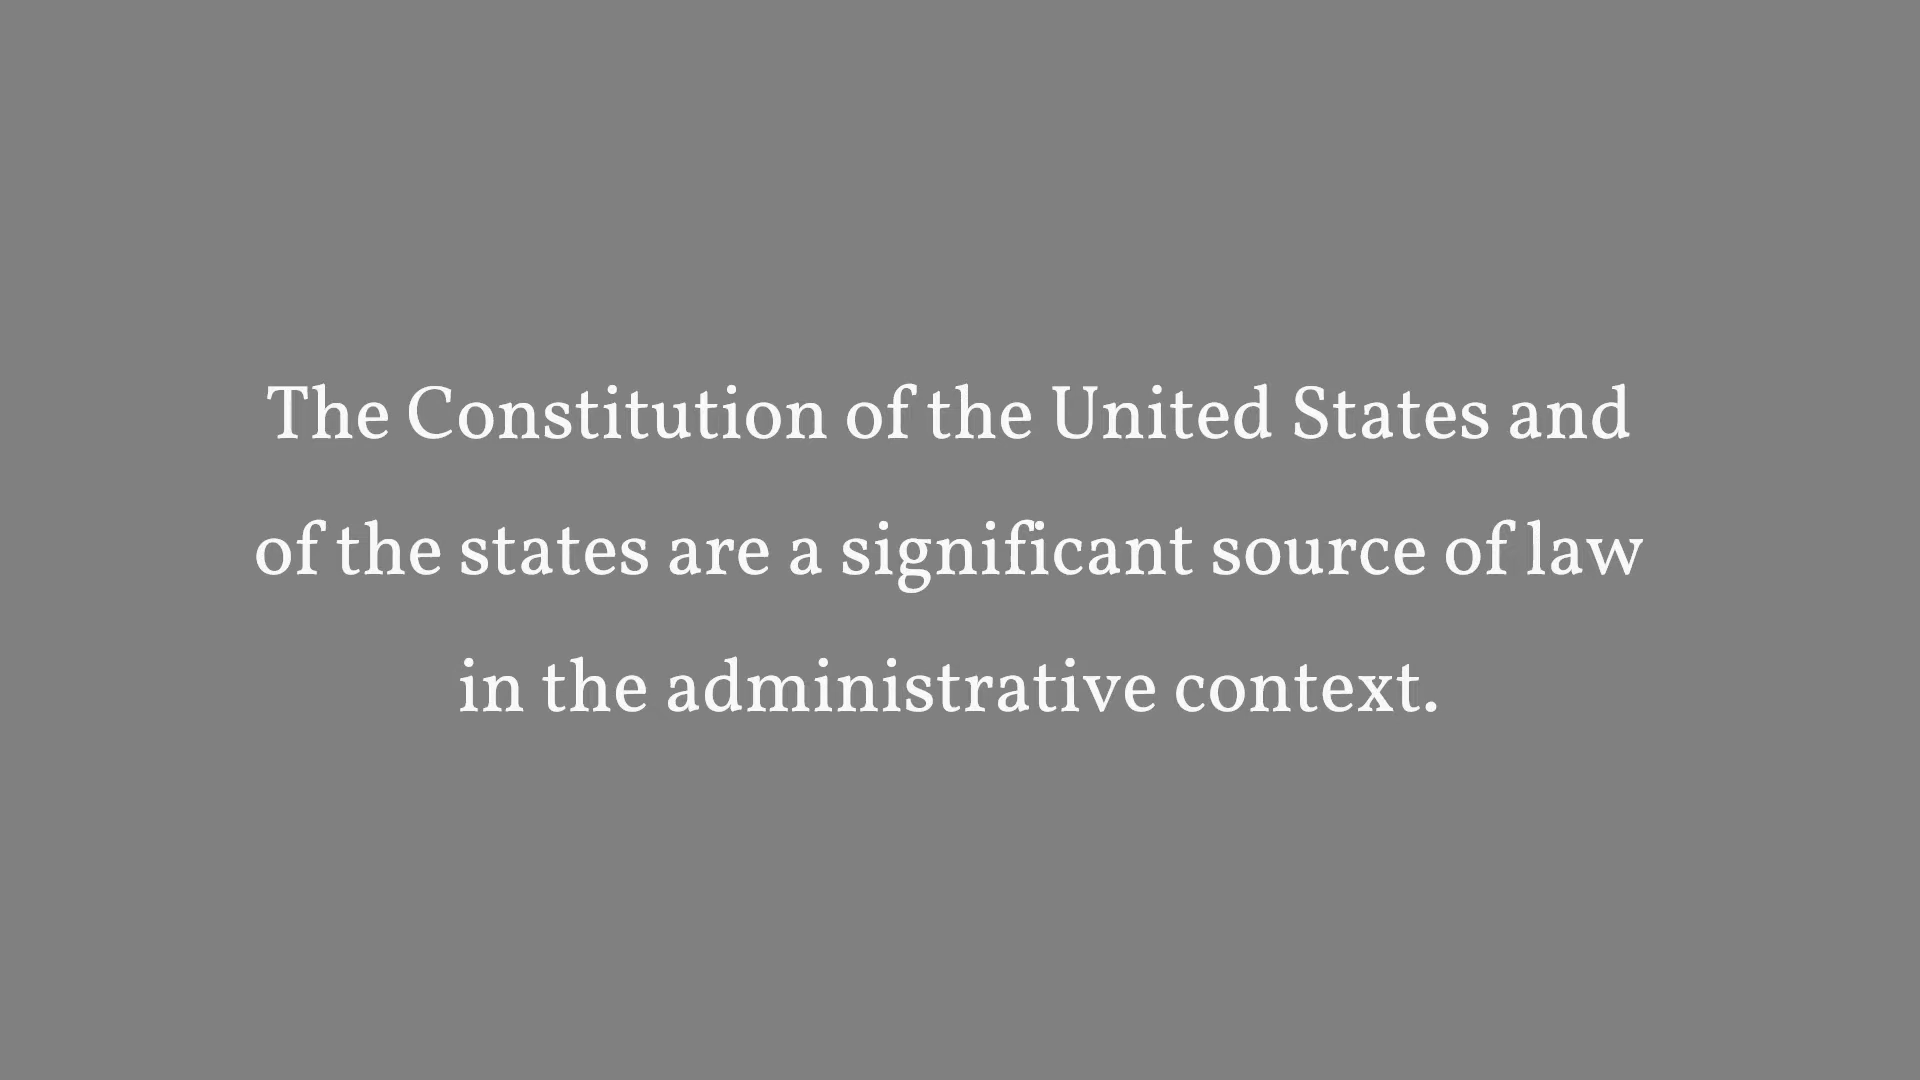 The Constitution of the United States and
of the states are a significant source of law
in the administrative context.